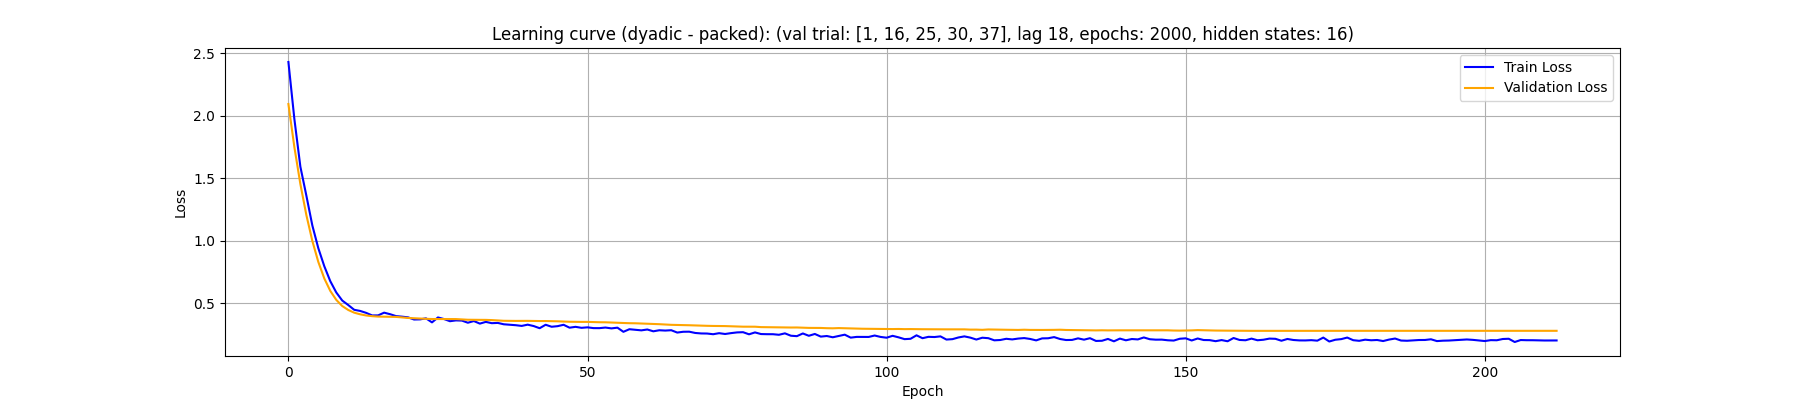 Learning curve (dyadic - packed): (val trial: [1, 16, 25, 30, 37], lag 18, epochs: 2000, hidden states: 16)
Train Loss
Validation Loss
2.5
2.0
1.5
1.0
0.5
Loss
0 50 100 150 200
Epoch